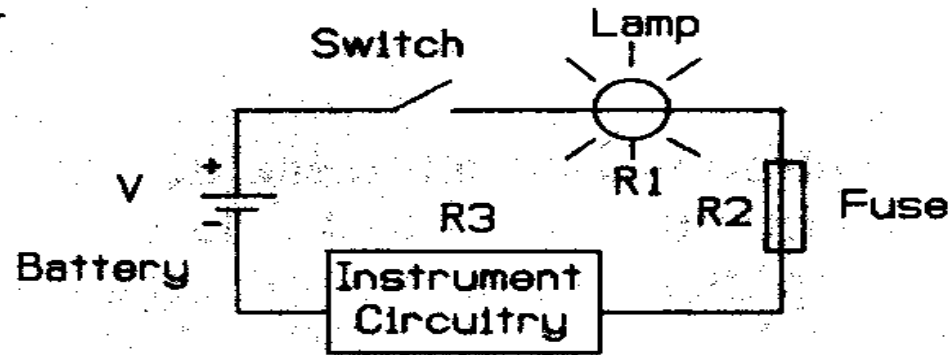 Lamp
Switch
R1
+
V
-
R2
Fuse
R3
Battery
Instrument
Circuitry